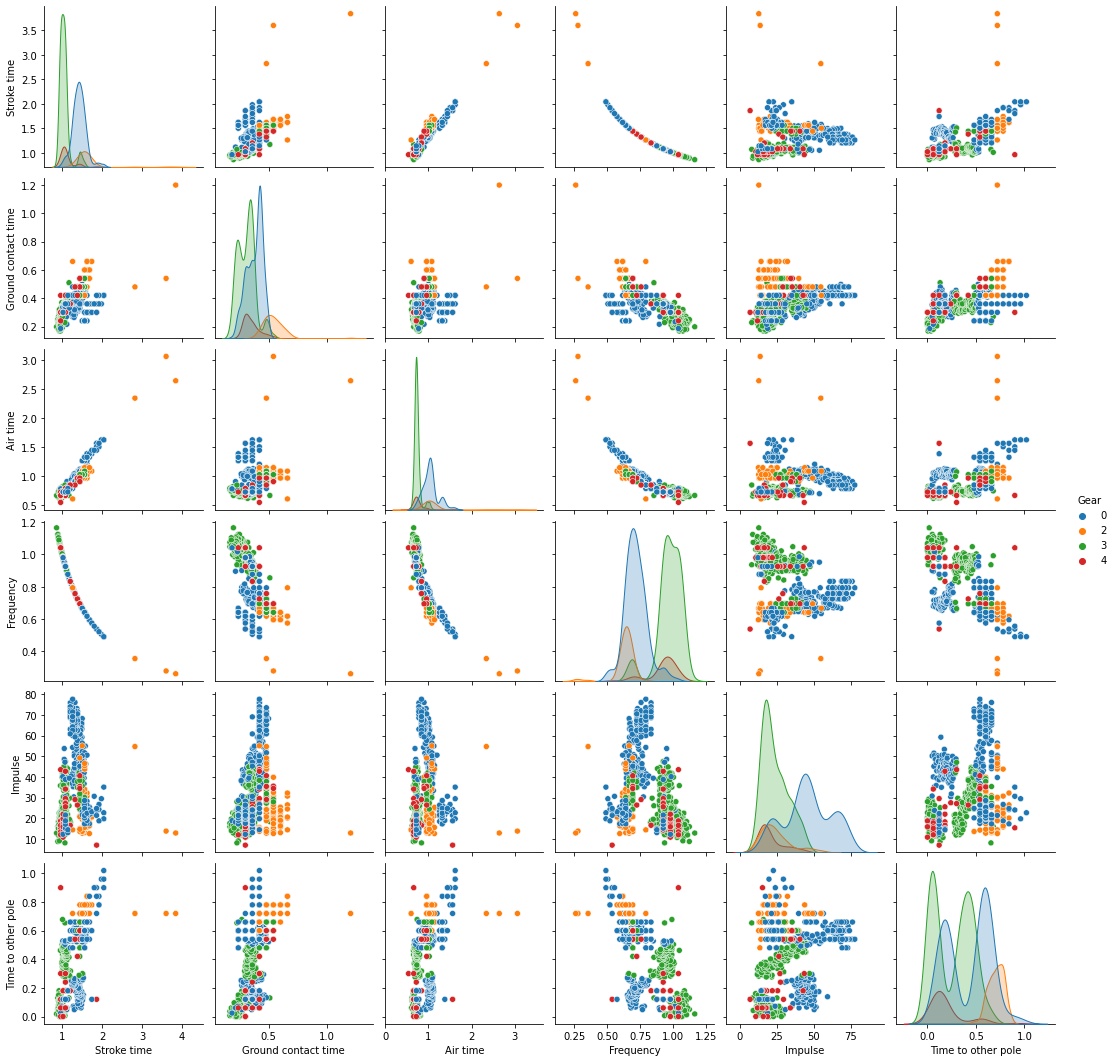 Stroke time
3.5
3.0
2.5
2.0
1.5
1.0
Ground contact time
1.2
1.0
0.8
0.6
0.4
0.2
Air time
3.0
2.5
2.0
1.5
1.0
0.5
Gear
0
2
3
4
Frequency
1.2
1.0
0.8
0.6
0.4
Impulse
80
70
60
50
40
30
20
10
Time to other pole
1.0
0.8
0.6
0.4
0.2
0.0
1 2 3 4
0.5 1.0
0 1 2 3
0.25 0.50 0.75 1.00 1.25
0 25 50 75
0.0 0.5 1.0
Stroke time
Ground contact time
Air time
Frequency
Impulse
Time to other pole